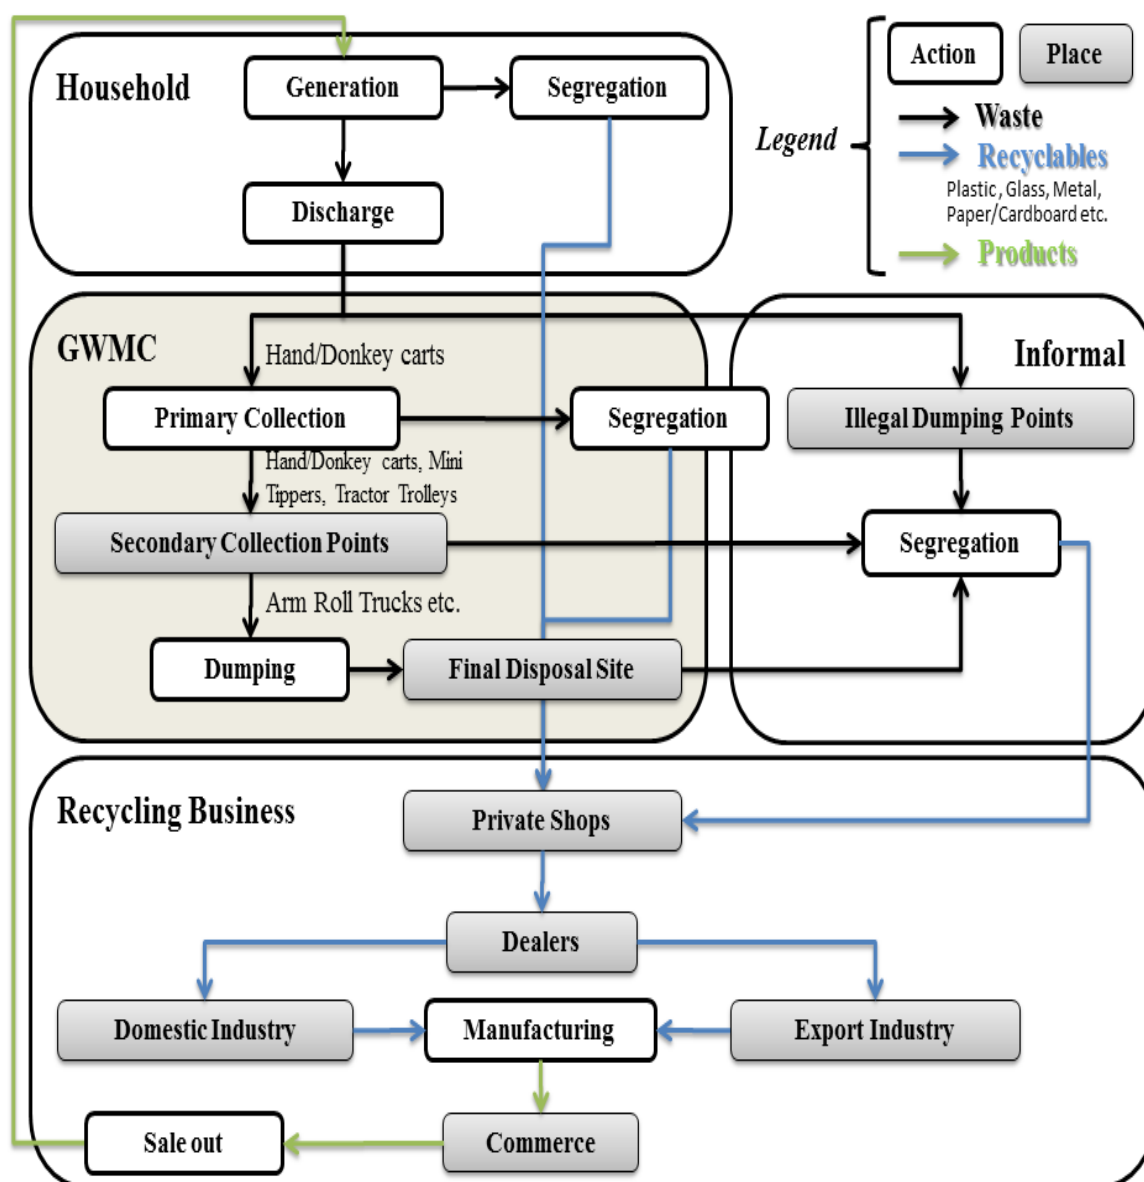 Household
Generation
Segregation
Discharge
Legend
Action
Place
Waste
Recyclables
Plastic , Glass, Metal,
Paper/Cardboard etc.
Products
GWMC
Hand/Donkey carts
Primary Collection
Segregation
Hand/Donkey carts, Mini
Tippers, Tractor Trolleys
Secondary Collection Points
Arm Roll Trucks etc.
Dumping
Final Disposal Site
Informal
Illegal Dumping Points
Segregation
Recycling Business
Private Shops
Dealers
Domestic Industry
Manufacturing
Export Industry
Sale out
Commerce